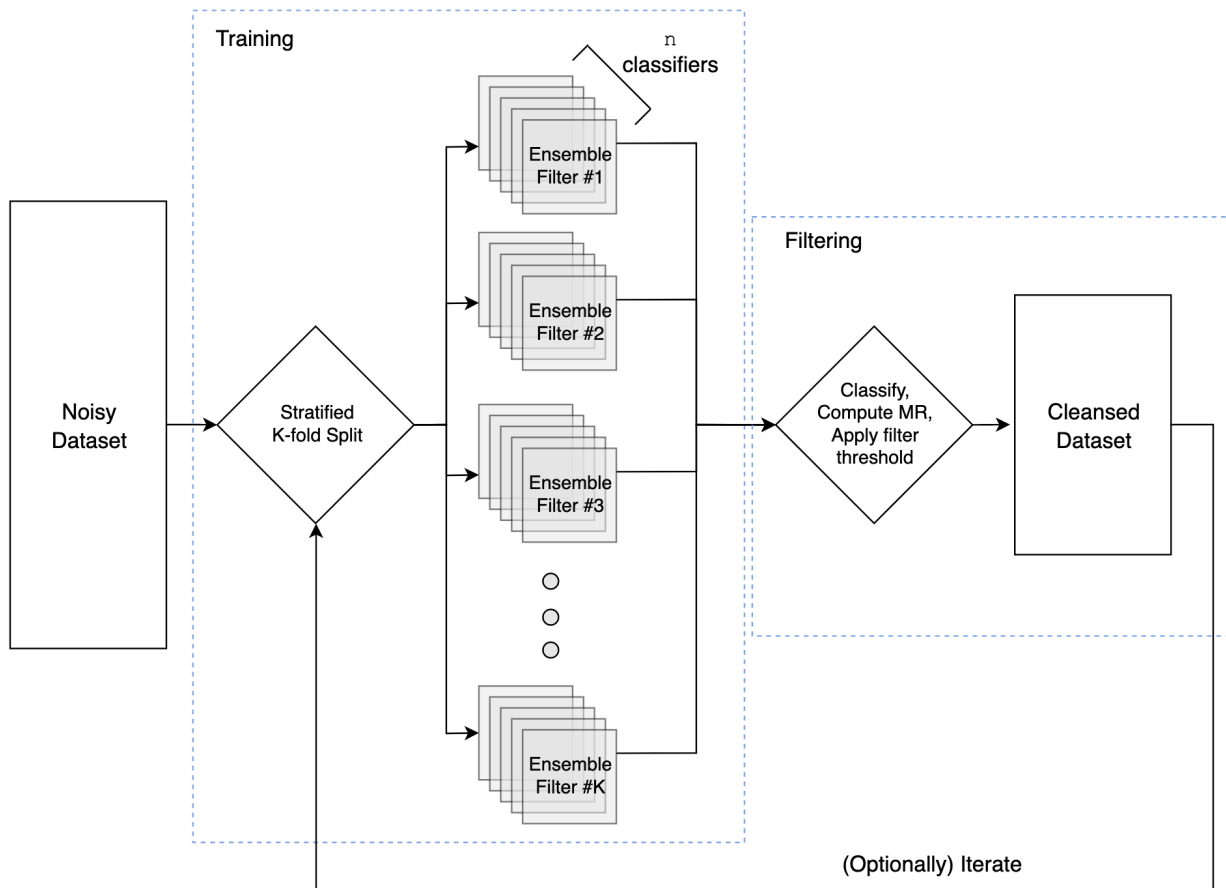 Training
n
classifiers
Ensemble
Filter #1
Ensemble
Filter #2
Ensemble
Filter #3
Ensemble
Filter #K
Noisy
Dataset
Stratified
K-fold Split
Filtering
Classify,
Compute MR,
Apply filter
threshold
Cleansed
Dataset
(Optionally) Iterate